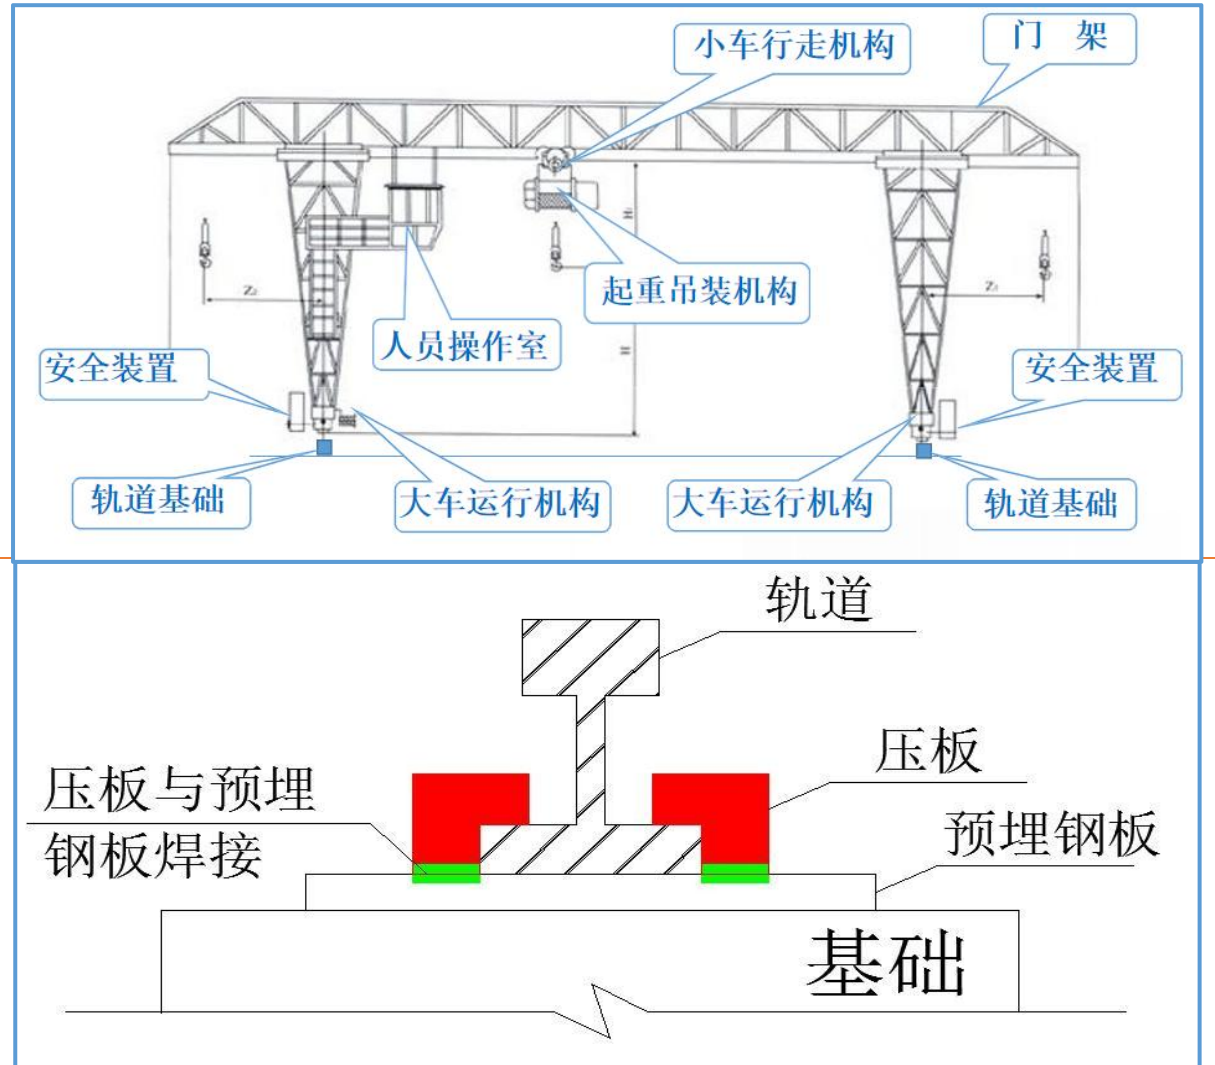 小车行走机构
门 架
起重吊装机构
人员操作室
安全装置
安全装置
轨道基础
大车运行机构
大车运行机构
轨道基础
H
轨道
压板
压板与预埋
钢板焊接
预埋钢板
基础